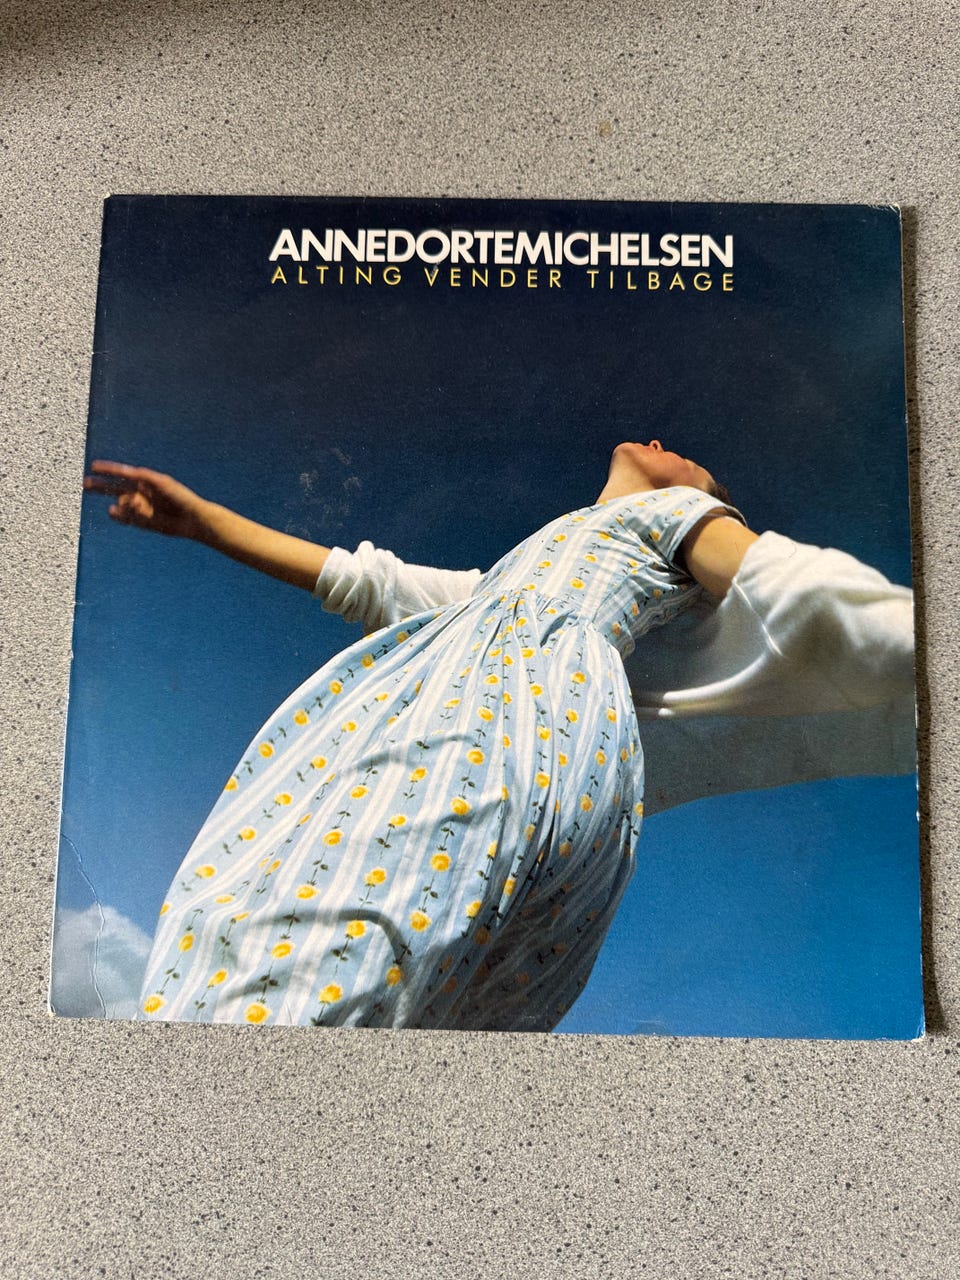 ANNEDORTEMICHELSEN
ALTING VENDER TILBAGE